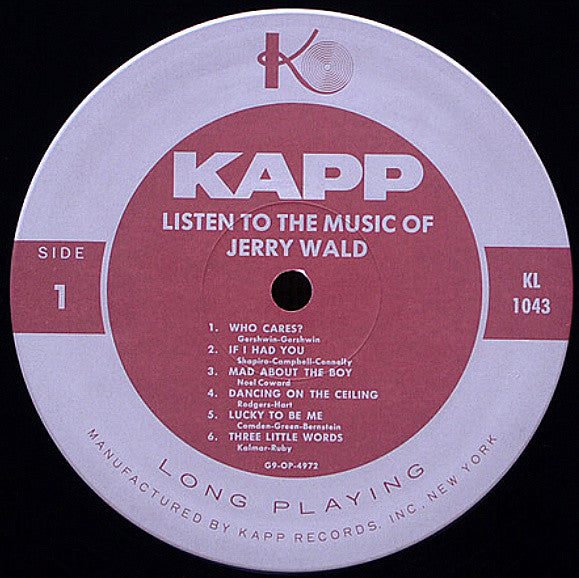 K
KAPP
LISTEN TO THE MUSIC OF
JERRY WALD
SIDE
1
KL
1043
1. WHO CARES?
Gershwin-Gershwin
2. IF I HAD YOU
Shapiro-Campbell-Connally
3. MAD ABOUT THE BOY
Noel Coward
4. DANCING ON THE CEILING
Rodgers-Hart
5. LUCKY TO BE ME
Camden-Green-Bernstein
6. THREE LITTLE WORDS
Kalmar-Ruby
G9-OP-4972
LONG PLAYING
MANUFACTURED BY KAPP RECORDS, INC., NEW YORK